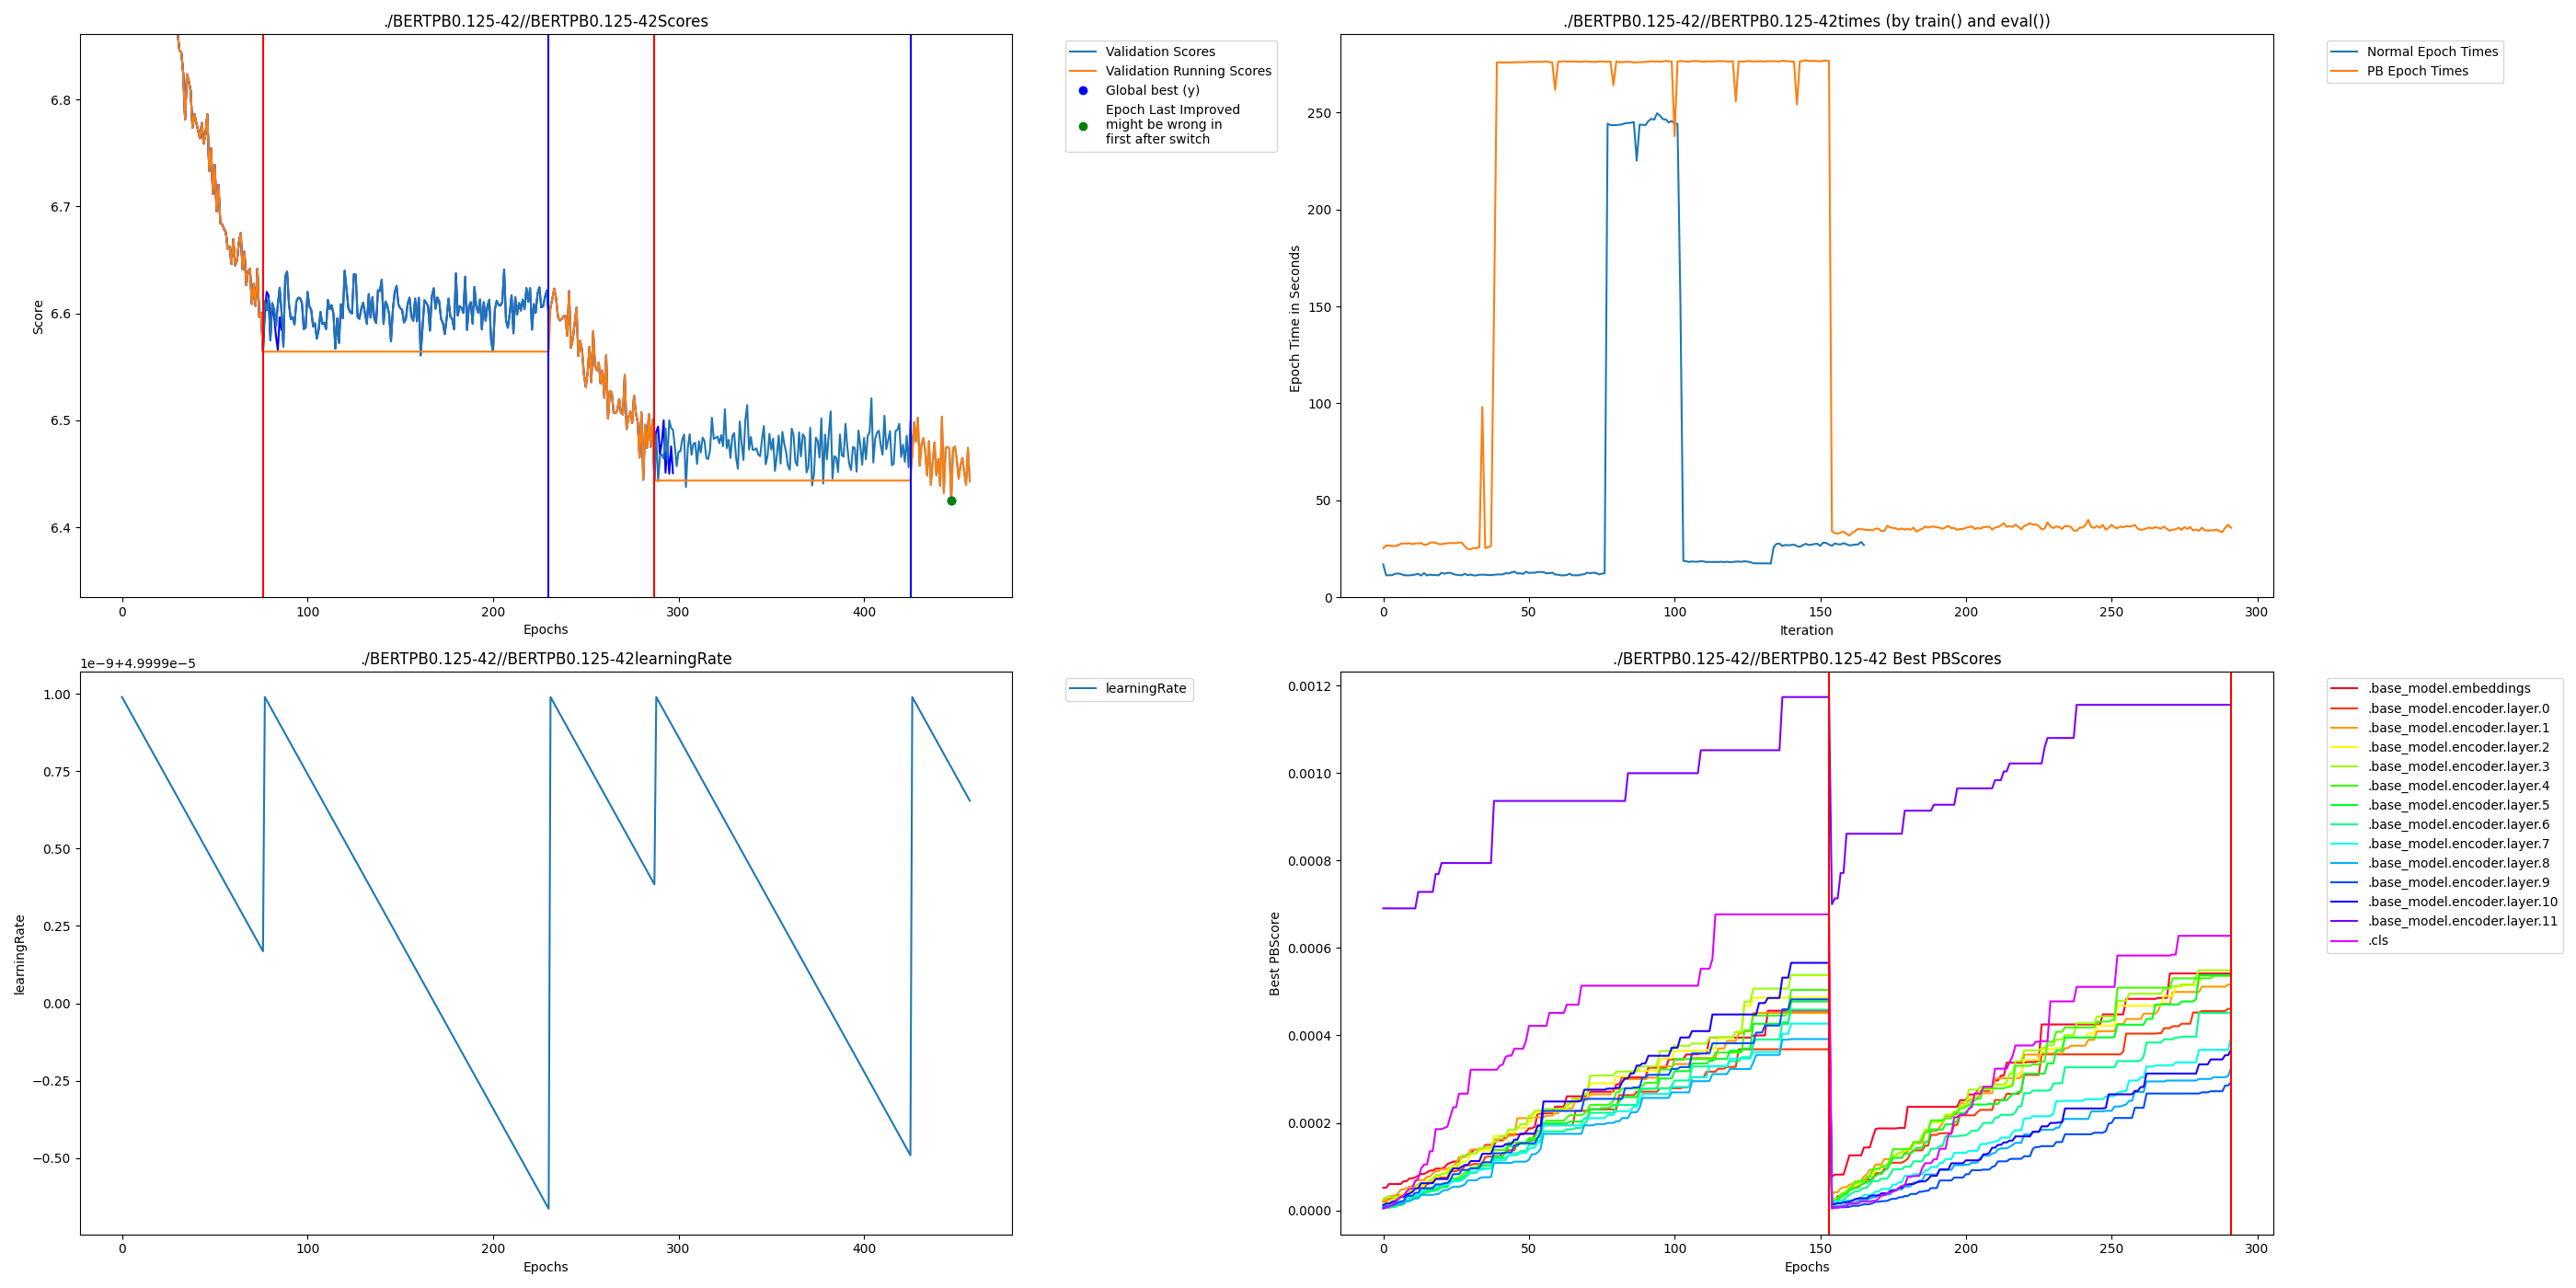 ./BERTPB0.125-42//BERTPB0.125-42Scores
6.8
6.7
6.6
6.5
6.4
Score
0
100
200
300
400
Epochs
Validation Scores
Validation Running Scores
Global best (y)
Epoch Last Improved
might be wrong in
first after switch
./BERTPB0.125-42//BERTPB0.125-42times (by train() and eval())
250
200
150
100
50
0
Epoch Time in Seconds
0
50
100
150
200
250
300
Iteration
Normal Epoch Times
PB Epoch Times
./BERTPB0.125-42//BERTPB0.125-42learningRate
1e−9+4.9999e−5
1.00
0.75
0.50
0.25
0.00
−0.25
−0.50
learningRate
0
100
200
300
400
Epochs
learningRate
./BERTPB0.125-42//BERTPB0.125-42 Best PBScores
0.0012
0.0010
0.0008
0.0006
0.0004
0.0002
0.0000
Best PBScore
0
50
100
150
200
250
300
Epochs
.base_model.embeddings
.base_model.encoder.layer.0
.base_model.encoder.layer.1
.base_model.encoder.layer.2
.base_model.encoder.layer.3
.base_model.encoder.layer.4
.base_model.encoder.layer.5
.base_model.encoder.layer.6
.base_model.encoder.layer.7
.base_model.encoder.layer.8
.base_model.encoder.layer.9
.base_model.encoder.layer.10
.base_model.encoder.layer.11
.cls